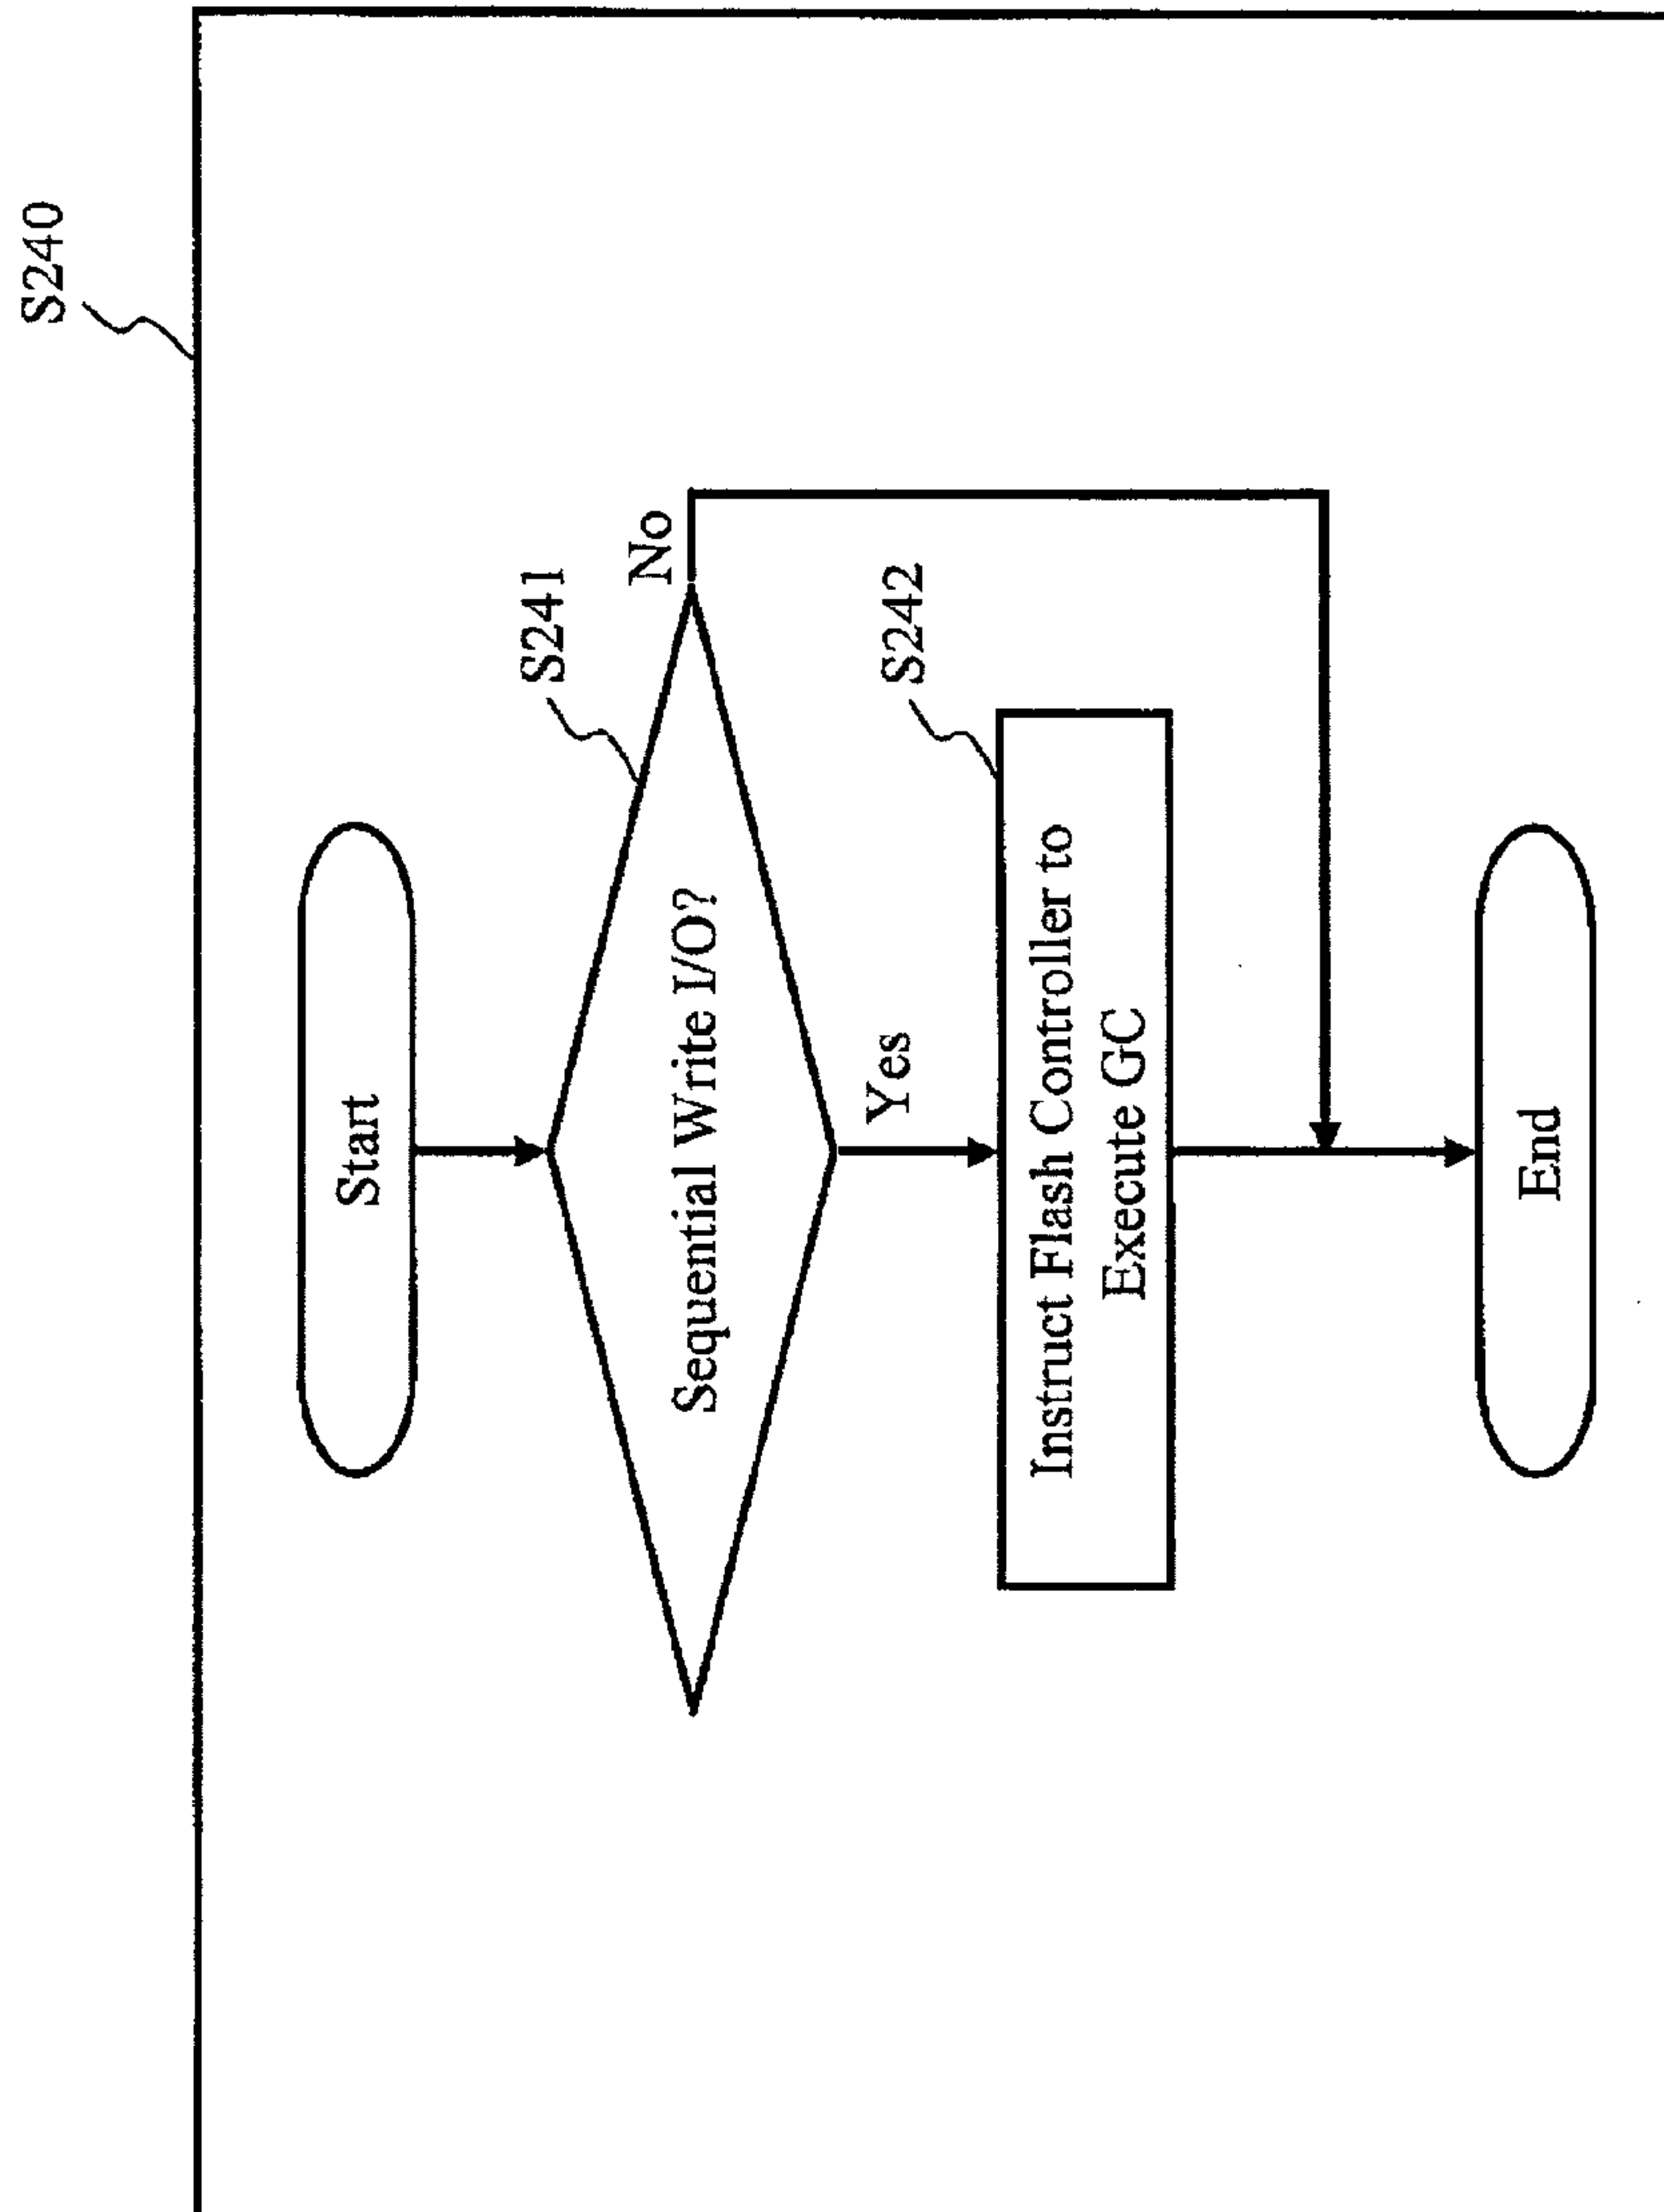 S240
Start
S241
Sequential Write I/O?
No
Yes
S242
Instruct Flash Controller to
Execute GC
End